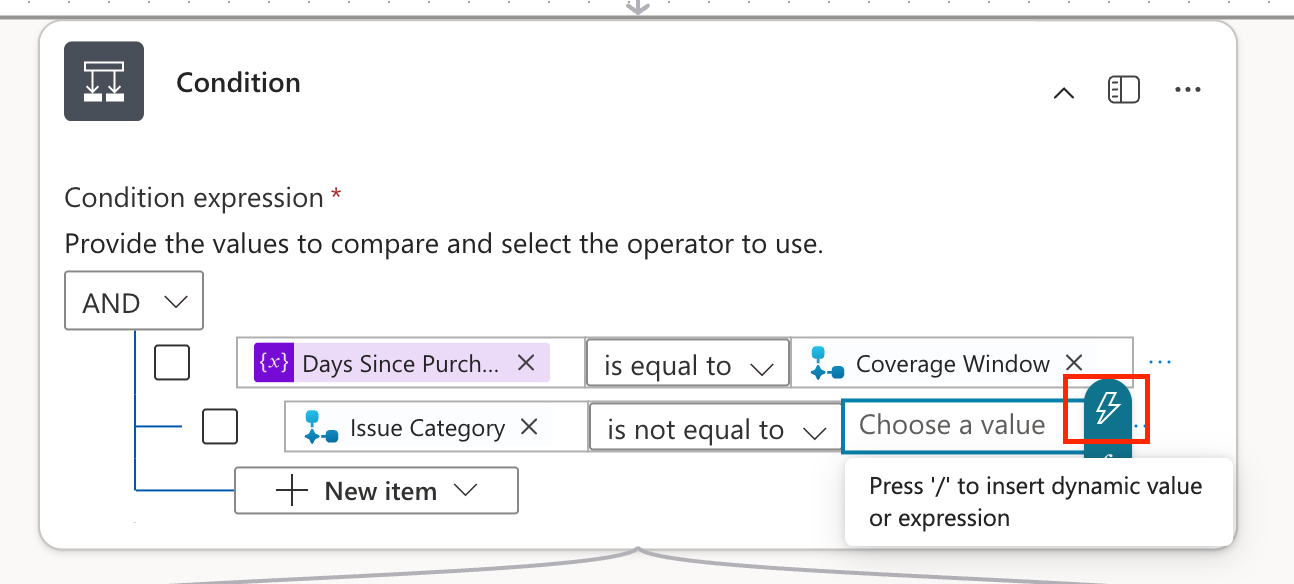 Condition
Condition expression *
Provide the values to compare and select the operator to use.
AND
{x} Days Since Purch... is equal to Coverage Window
Issue Category is not equal to Choose a value
New item
Press '/' to insert dynamic value
or expression